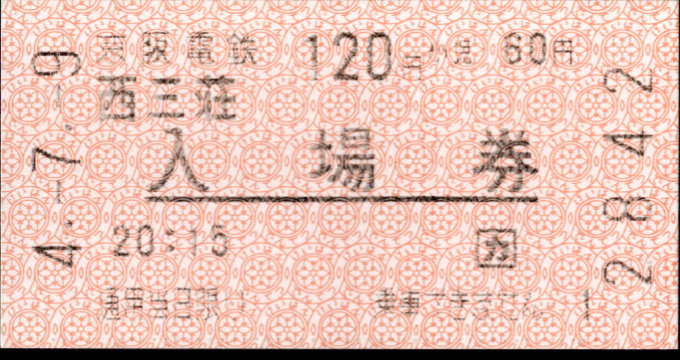 京阪電鉄 120円 小児 60円
西三荘
入場券
20:15
通用当日限り 乗車できません 1
4.-7.-9
2842